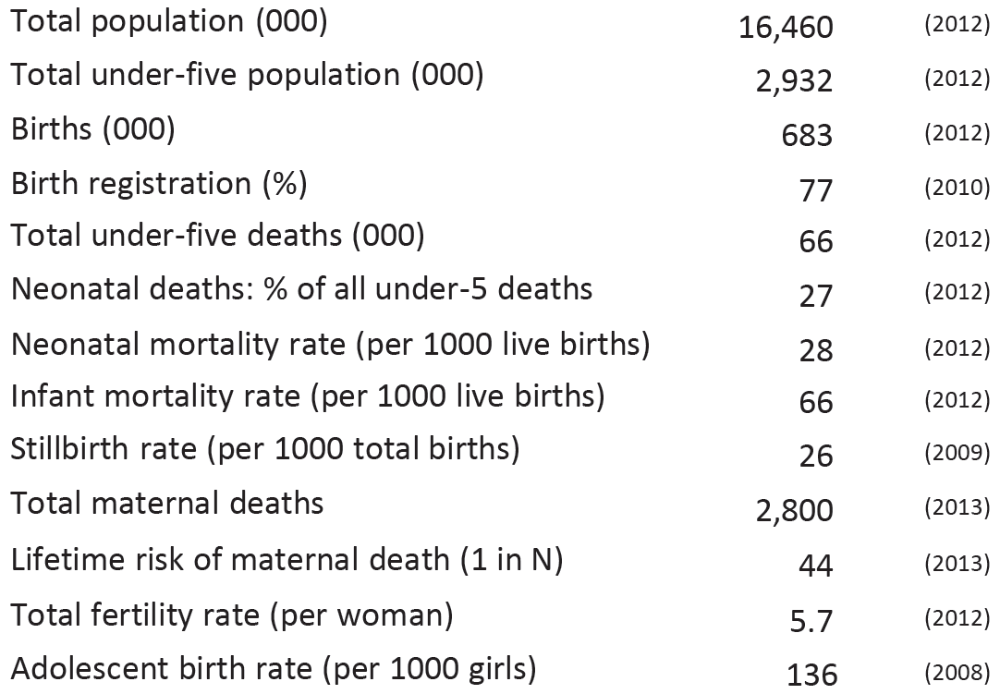 Total population (000) 16,460 (2012)
Total under-five population (000) 2,932 (2012)
Births (000) 683 (2012)
Birth registration (%) 77 (2010)
Total under-five deaths (000) 66 (2012)
Neonatal deaths: % of all under-5 deaths 27 (2012)
Neonatal mortality rate (per 1000 live births) 28 (2012)
Infant mortality rate (per 1000 live births) 66 (2012)
Stillbirth rate (per 1000 total births) 26 (2009)
Total maternal deaths 2,800 (2013)
Lifetime risk of maternal death (1 in N) 44 (2013)
Total fertility rate (per woman) 5.7 (2012)
Adolescent birth rate (per 1000 girls) 136 (2008)